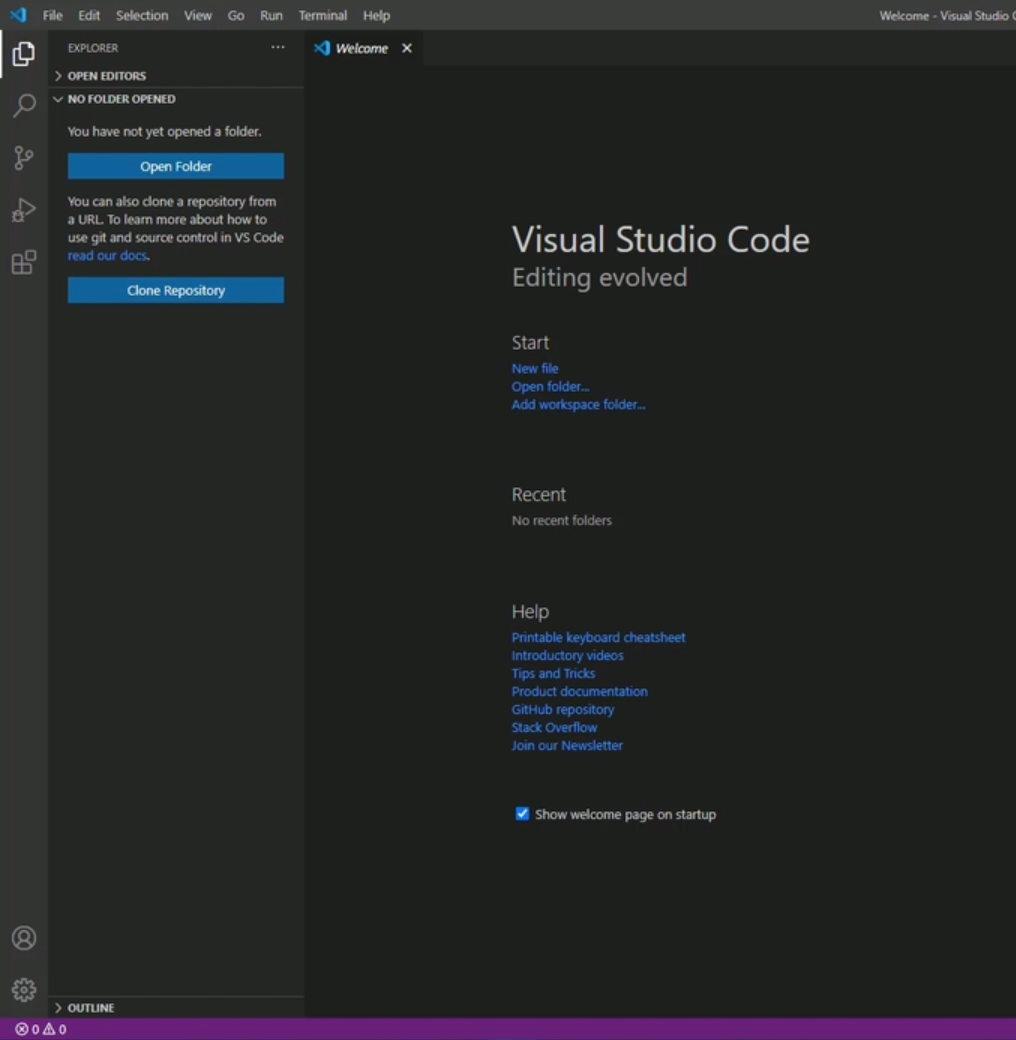 File Edit Selection View Go Run Terminal Help
Welcome - Visual Studio
EXPLORER
Welcome
OPEN EDITORS
NO FOLDER OPENED
You have not yet opened a folder.
Open Folder
You can also clone a repository from
a URL. To learn more about how to
use git and source control in VS Code
read our docs.
Clone Repository
OUTLINE
Visual Studio Code
Editing evolved
Start
New file
Open folder...
Add workspace folder...
Recent
No recent folders
Help
Printable keyboard cheatsheet
Introductory videos
Tips and Tricks
Product documentation
GitHub repository
Stack Overflow
Join our Newsletter
Show welcome page on startup
0 0